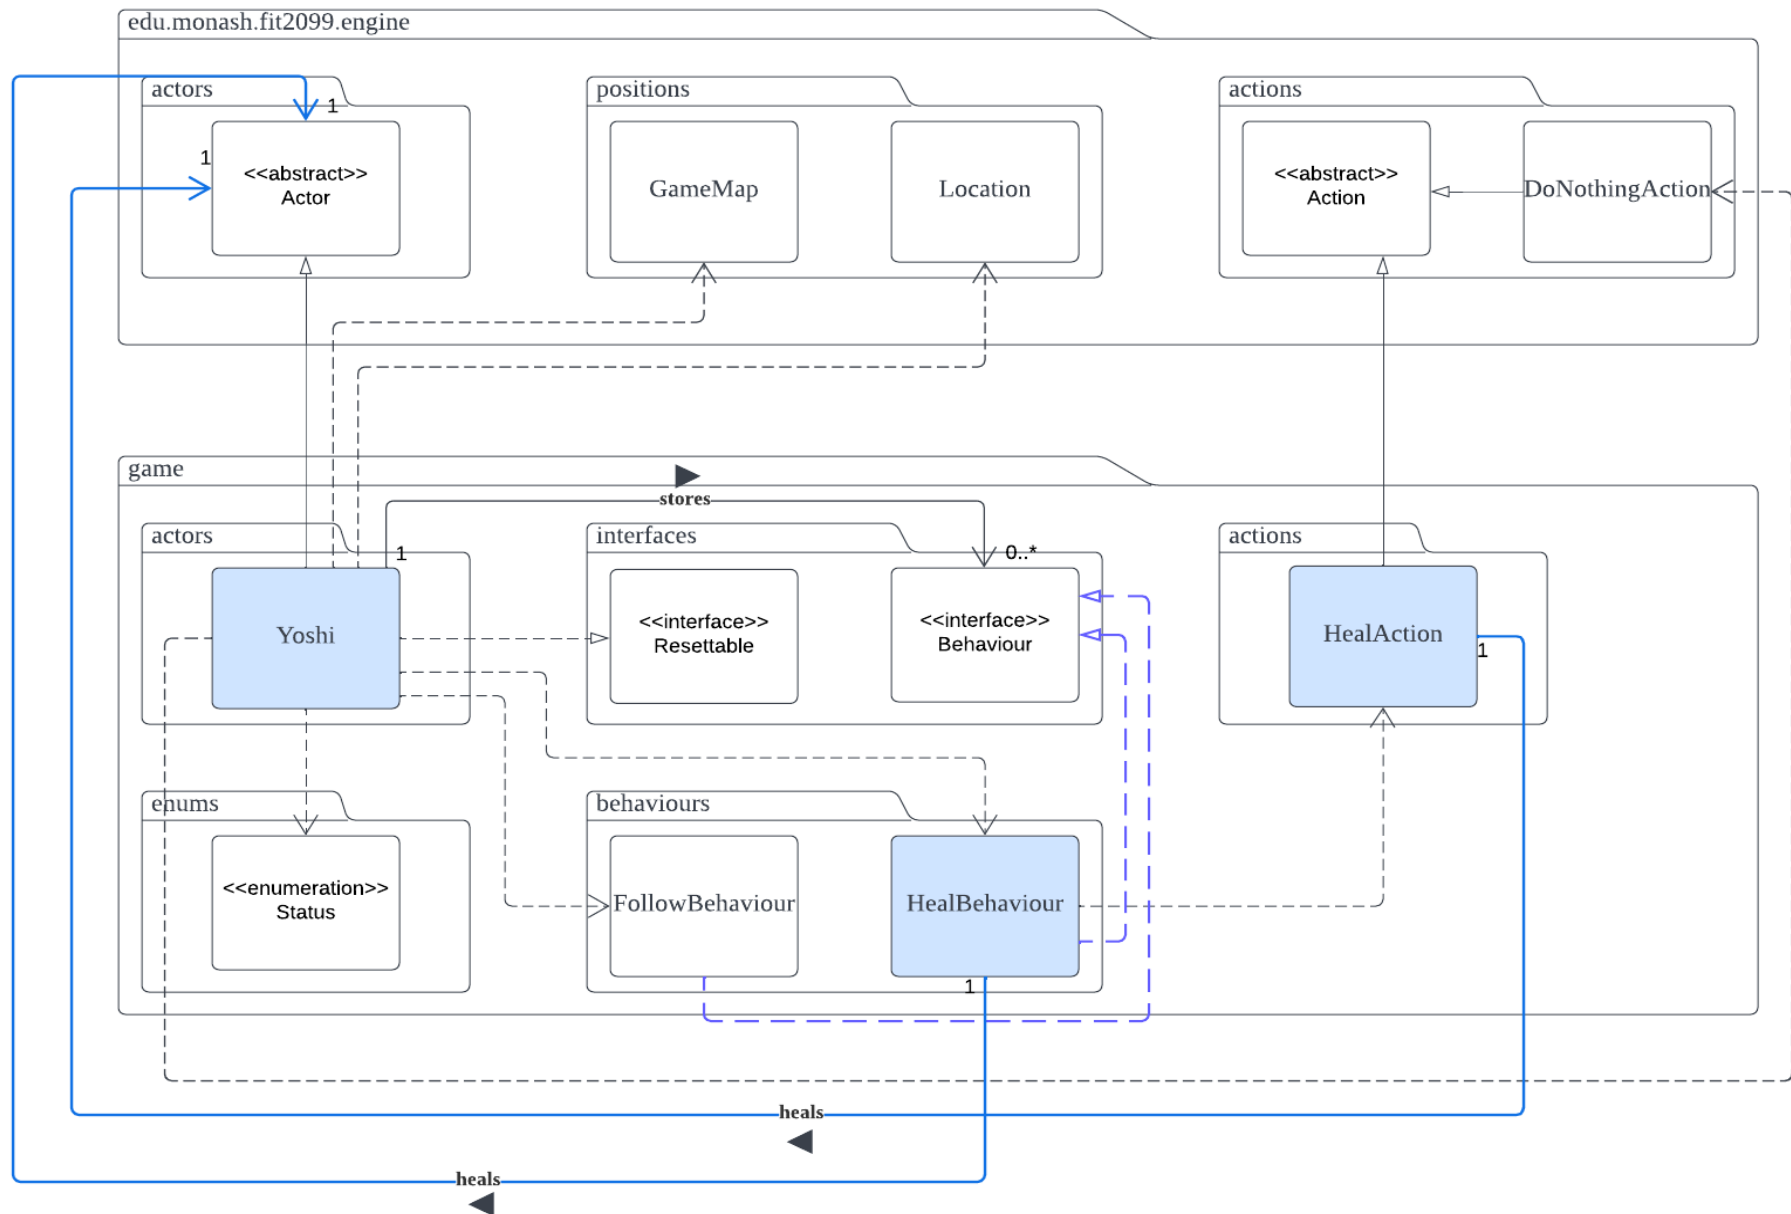 edu.monash.fit2099.engine
actors
positions
actions
1
1
<<abstract>>
Actor
GameMap
Location
<<abstract>>
Action
DoNothingAction
game
stores
actors
interfaces
actions
1
0..*
Yoshi
<<interface>>
Resettable
<<interface>>
Behaviour
HealAction
1
enums
behaviours
<<enumeration>>
Status
FollowBehaviour
HealBehaviour
1
heals
heals